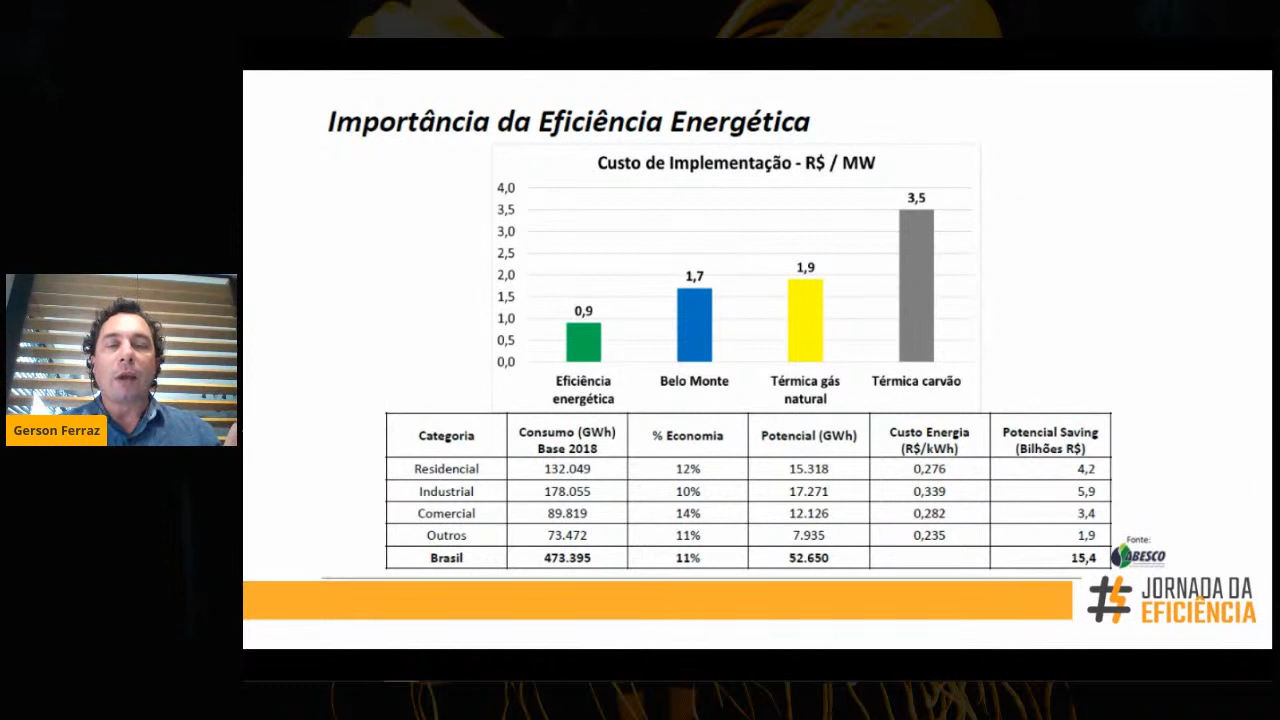 Importância da Eficiência Energética
Custo de Implementação - R$ / MW
4,0
3,5
3,0
2,5
2,0
1,5
1,0
0,5
0,0
0,9
1,7
1,9
3,5
Eficiência
energética
Belo Monte
Térmica gás
natural
Térmica carvão
Categoria Consumo (GWh) Base 2018 % Economia Potencial (GWh) Custo Energia (R$/kWh) Potencial Saving (Bilhões R$)
Residencial 132.049 12% 15.318 0,276 4,2
Industrial 178.055 10% 17.271 0,339 5,9
Comercial 89.819 14% 12.126 0,282 3,4
Outros 73.472 11% 7.935 0,235 1,9
Brasil 473.395 11% 52.650 15,4
Fonte:
ABESCO
JORNADA DA
EFICIÊNCIA
Gerson Ferraz